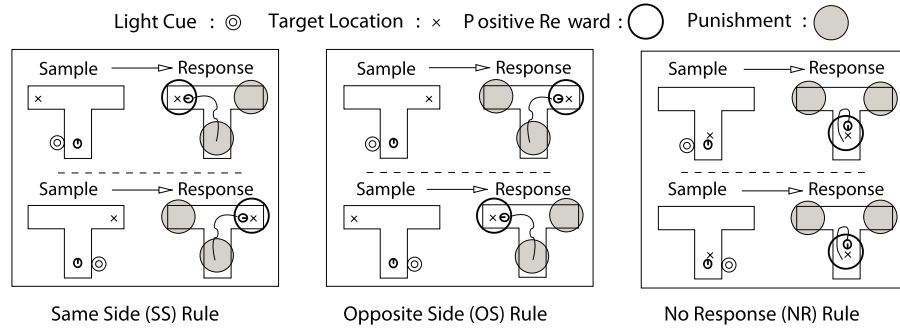 Light Cue : Target Location : × Positive Re ward : Punishment :
Sample Response Sample Response Sample Response
× × × ×
× × ×
Sample Response Sample Response Sample Response
× × × ×
× ×
Same Side (SS) Rule Opposite Side (OS) Rule No Response (NR) Rule